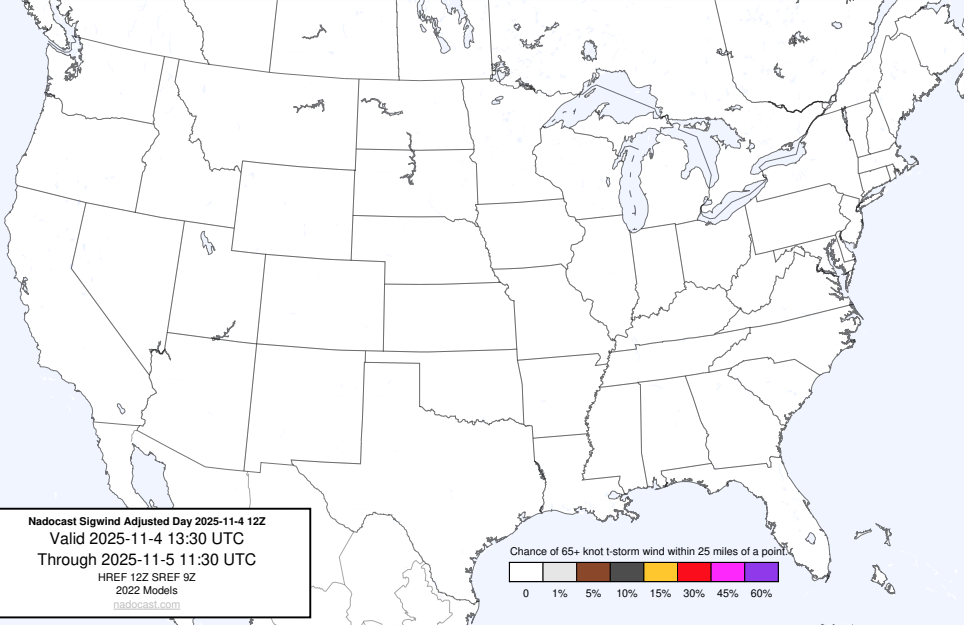 Nadocast Sigwind Adjusted Day 2025-11-4 12Z
Valid 2025-11-4 13:30 UTC
Through 2025-11-5 11:30 UTC
HREF 12Z SREF 9Z
2022 Models
nadocast.com
Chance of 65+ knot t-storm wind within 25 miles of a point.
0 1% 5% 10% 15% 30% 45% 60%